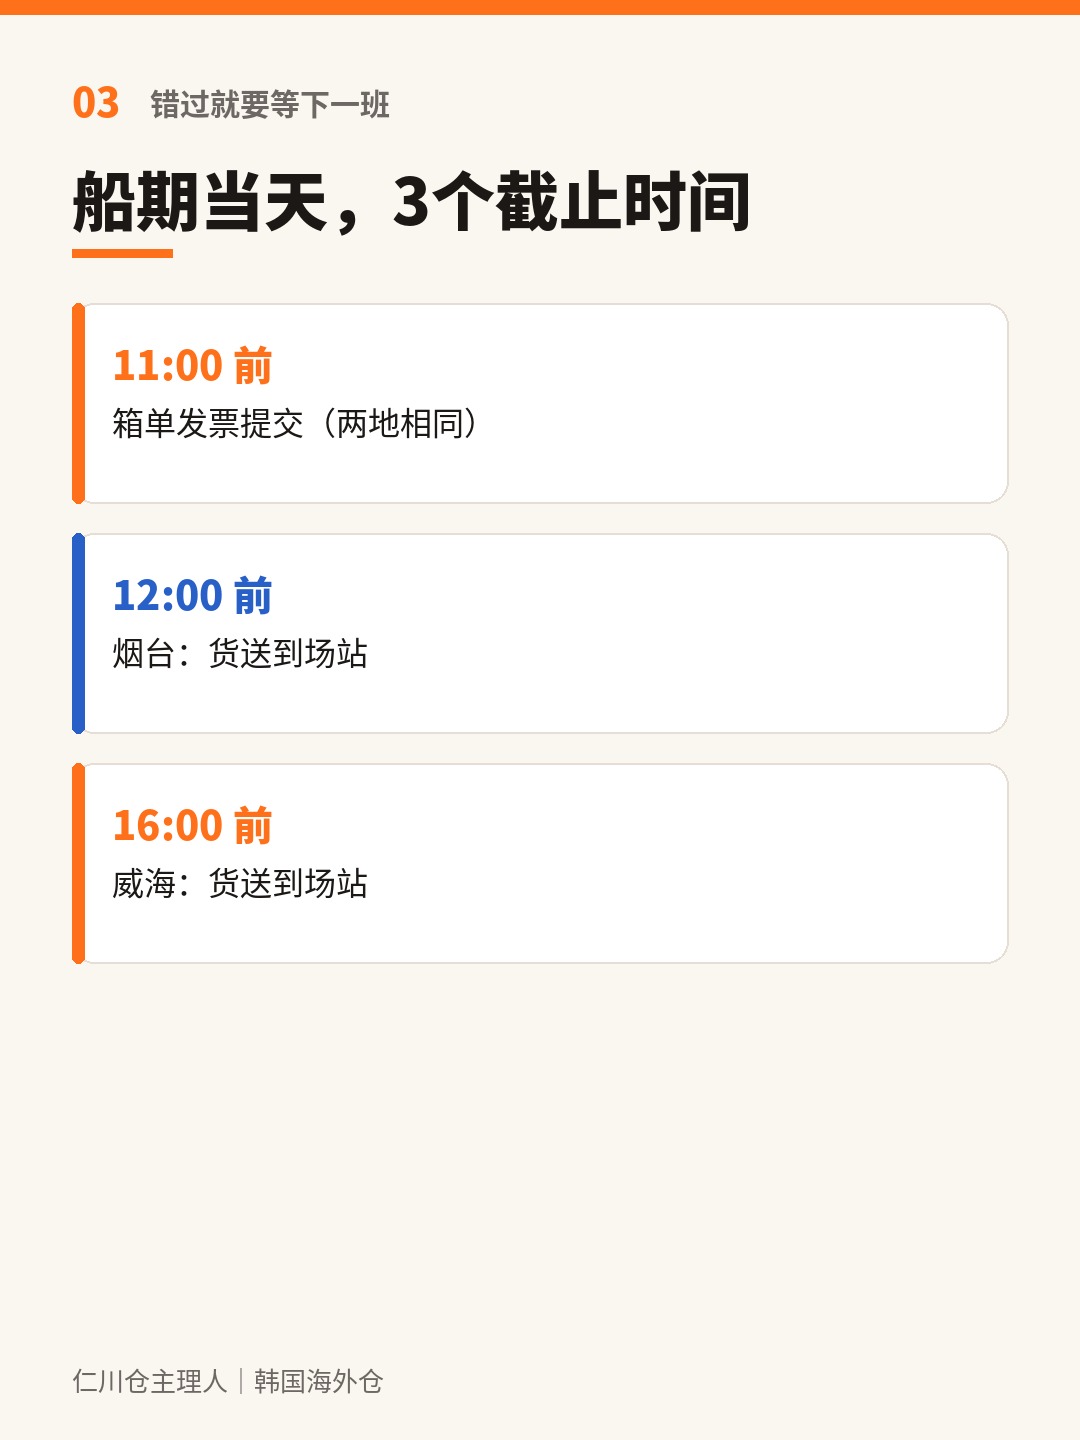 03 错过就要等下一班
船期当天，3个截止时间
11:00 前
箱单发票提交（两地相同）
12:00 前
烟台：货送到场站
16:00 前
威海：货送到场站
仁川仓主理人｜韩国海外仓